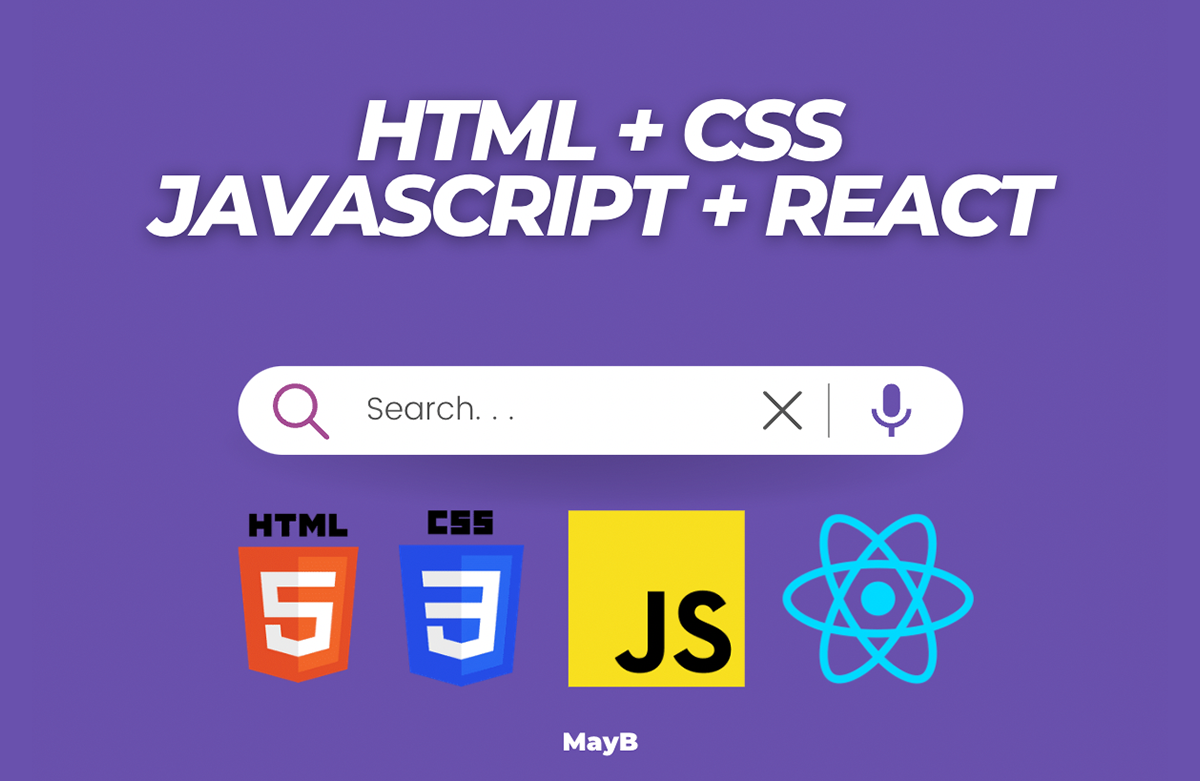 HTML + CSS
JAVASCRIPT + REACT
Search. . .
HTML CSS
5 3 JS
MayB